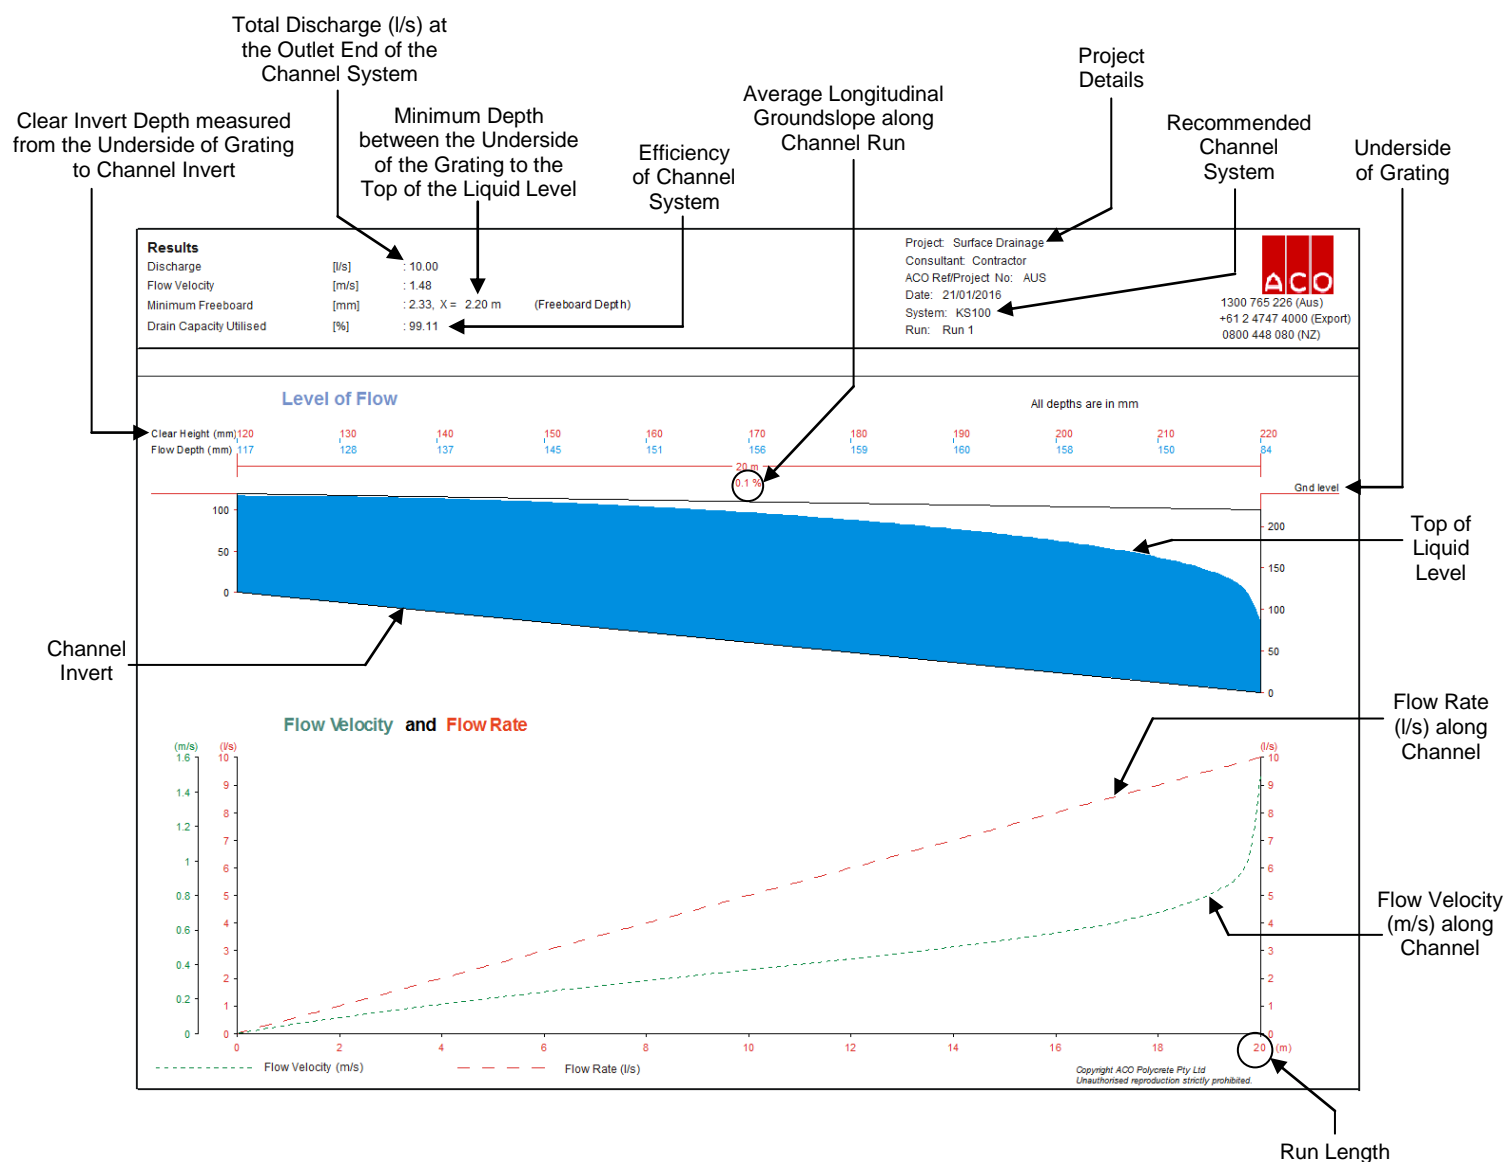 Total Discharge (l/s) at
the Outlet End of the
Channel System
Clear Invert Depth measured
from the Underside of Grating
to Channel Invert
Minimum Depth
between the Underside
of the Grating to the
Top of the Liquid Level
Efficiency
of Channel
System
Average Longitudinal
Groundslope along
Channel Run
Project
Details
Recommended
Channel
System
Underside
of Grating
Results
Discharge [l/s] : 10.00
Flow Velocity [m/s] : 1.48
Minimum Freeboard [mm] : 2.33, X = 2.20 m (Freeboard Depth)
Drain Capacity Utilised [%] : 99.11
Project: Surface Drainage
Consultant: Contractor
ACO Ref/Project No: AUS
Date: 21/01/2016
System: KS100
Run: Run 1
ACO
1300 765 226 (Aus)
+61 2 4747 4000 (Export)
0800 448 080 (NZ)
Level of Flow
All depths are in mm
Clear Height (mm) 120 130 140 150 160 170 180 190 200 210 220
Flow Depth (mm) 117 128 137 145 151 156 159 160 158 150 84
20 m
0.1 %
Gnd level
100
50
0
200
150
100
50
0
Top of
Liquid
Level
Channel
Invert
Flow Velocity and Flow Rate
Flow Rate
(l/s) along
Channel
Flow Velocity
(m/s) along
Channel
(m/s)
1.6
1.4
1.2
1
0.8
0.6
0.4
0.2
0
(l/s)
10
9
8
7
6
5
4
3
2
1
0
(l/s)
10
9
8
7
6
5
4
3
2
1
0
0 2 4 6 8 10 12 14 16 18 20 (m)
Flow Velocity (m/s) Flow Rate (l/s)
Copyright ACO Polycrete Pty Ltd
Unauthorised reproduction strictly prohibited.
Run Length